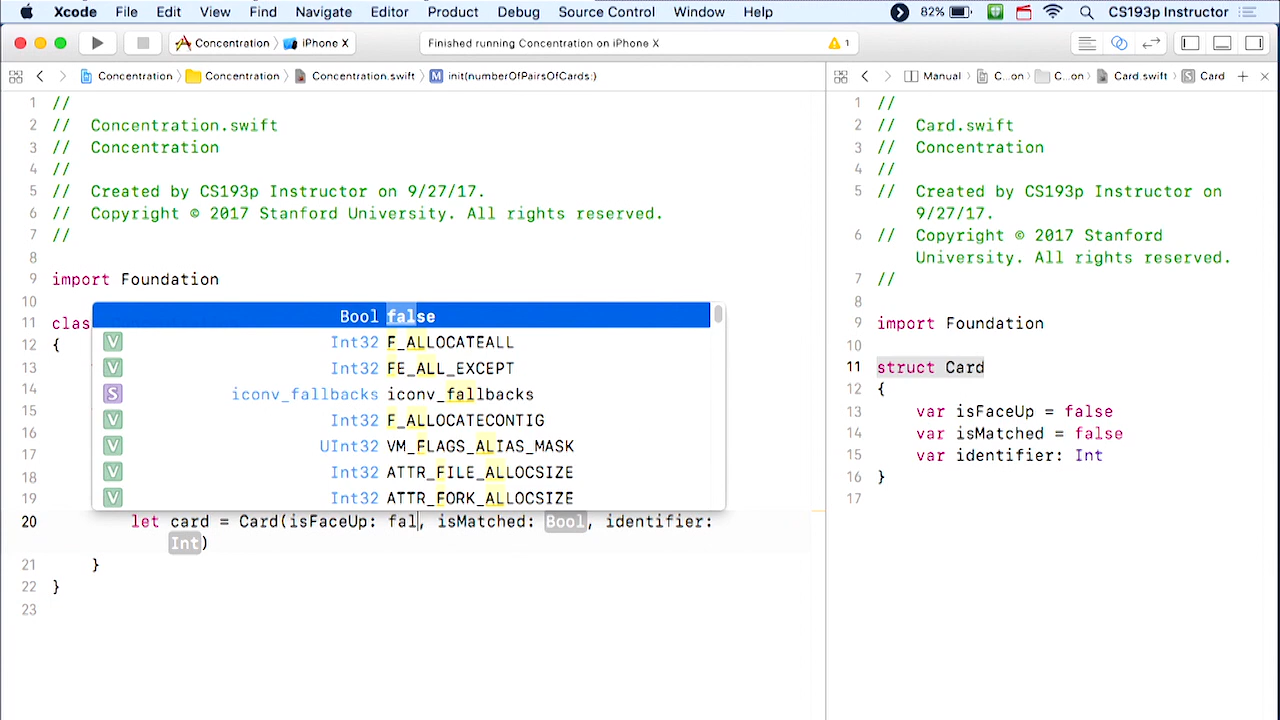 Xcode File Edit View Find Navigate Editor Product Debug Source Control Window Help 82% CS193p Instructor
Concentration iPhone X Finished running Concentration on iPhone X 1
Concentration Concentration Concentration.swift M init(numberOfPairsOfCards:)
1 //
2 // Concentration.swift
3 // Concentration
4 //
5 // Created by CS193p Instructor on 9/27/17.
6 // Copyright © 2017 Stanford University. All rights reserved.
7 //
8
9 import Foundation
10
11 clas
12 {
13
14
15
16
17
18
19
Bool false
V Int32 F_ALLOCATEALL
V Int32 FE_ALL_EXCEPT
S iconv_fallbacks iconv_fallbacks
V Int32 F_ALLOCATECONTIG
V UInt32 VM_FLAGS_ALIAS_MASK
V Int32 ATTR_FILE_ALLOCSIZE
V Int32 ATTR_FORK_ALLOCSIZE
20 let card = Card(isFaceUp: fal, isMatched: Bool, identifier:
Int)
21 }
22 }
23
Manual C...on C...on Card.swift S Card
1 //
2 // Card.swift
3 // Concentration
4 //
5 // Created by CS193p Instructor on
9/27/17.
6 // Copyright © 2017 Stanford
University. All rights reserved.
7 //
8
9 import Foundation
10
11 struct Card
12 {
13 var isFaceUp = false
14 var isMatched = false
15 var identifier: Int
16 }
17